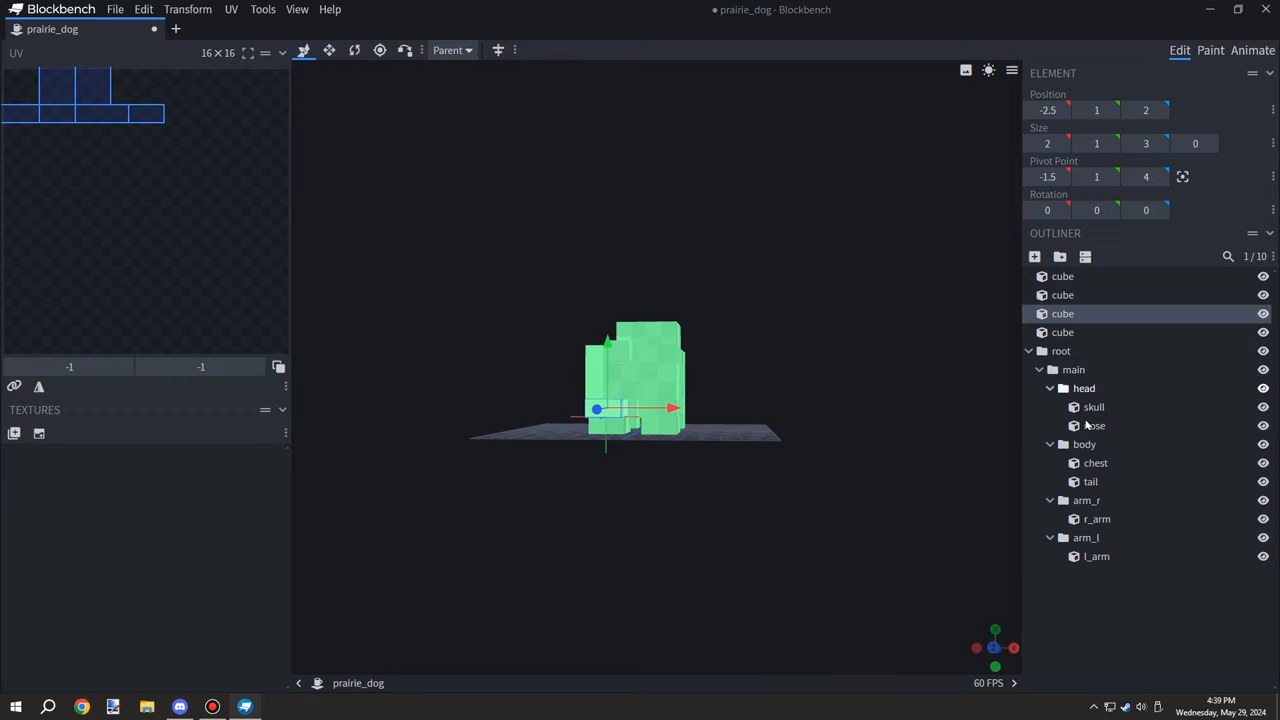 Blockbench File Edit Transform UV Tools View Help
prairie_dog - Blockbench
prairie_dog
UV 16×16
Parent
Edit Paint Animate
ELEMENT
Position
-2.5 1 2
Size
2 1 3 0
Pivot Point
-1.5 1 4
Rotation
0 0 0
OUTLINER
1/10
cube
cube
cube
cube
root
main
head
skull
body
chest
tail
arm_r
r_arm
arm_l
l_arm
-1 -1
TEXTURES
prairie_dog
60 FPS
4:39 PM
Wednesday, May 29, 2024